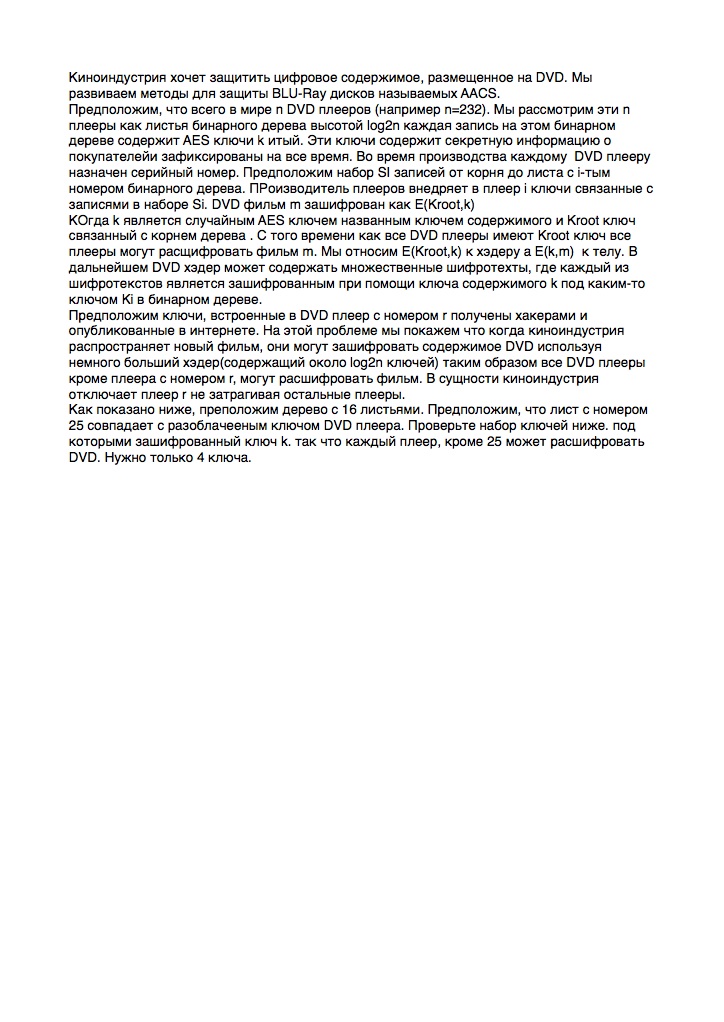 Киноиндустрия хочет защитить цифровое содержимое, размещенное на DVD. Мы
развиваем методы для защиты BLU-Ray дисков называемых AACS.
Предположим, что всего в мире n DVD плееров (например n=232). Мы рассмотрим эти n
плееры как листья бинарного дерева высотой log2n каждая запись на этом бинарном
дереве содержит AES ключи k итый. Эти ключи содержит секретную информацию о
покупателейи зафиксированы на все время. Во время производства каждому  DVD плееру
назначен серийный номер. Предположим набор SI записей от корня до листа с i-тым
номером бинарного дерева. ПРоизводитель плееров внедряет в плеер i ключи связанные с
записями в наборе Si. DVD фильм m зашифрован как E(Kroot,k)
КОгда k является случайным AES ключем названным ключем содержимого и Kroot ключ
связанный с корнем дерева . С того времени как все DVD плееры имеют Kroot ключ все
плееры могут расщифровать фильм m. Мы относим E(Kroot,k) к хэдеру а E(k,m)  к телу. В
дальнейшем DVD хэдер может содержать множественные шифротехты, где каждый из
шифротекстов является зашифрованным при помощи ключа содержимого k под каким-то
ключом Ki в бинарном дереве.
Предположим ключи, встроенные в DVD плеер с номером r получены хакерами и
опубликованные в интернете. На этой проблеме мы покажем что когда киноиндустрия
распространяет новый фильм, они могут зашифровать содержимое DVD используя
немного больший хэдер(содержащий около log2n ключей) таким образом все DVD плееры
кроме плеера с номером r, могут расшифровать фильм. В сущности киноиндустрия
отключает плеер r не затрагивая остальные плееры.
Как показано ниже, преположим дерево с 16 листьями. Предположим, что лист с номером
25 совпадает с разоблачееным ключом DVD плеера. Проверьте набор ключей ниже. под
которыми зашифрованный ключ k. так что каждый плеер, кроме 25 может расшифровать
DVD. Нужно только 4 ключа.